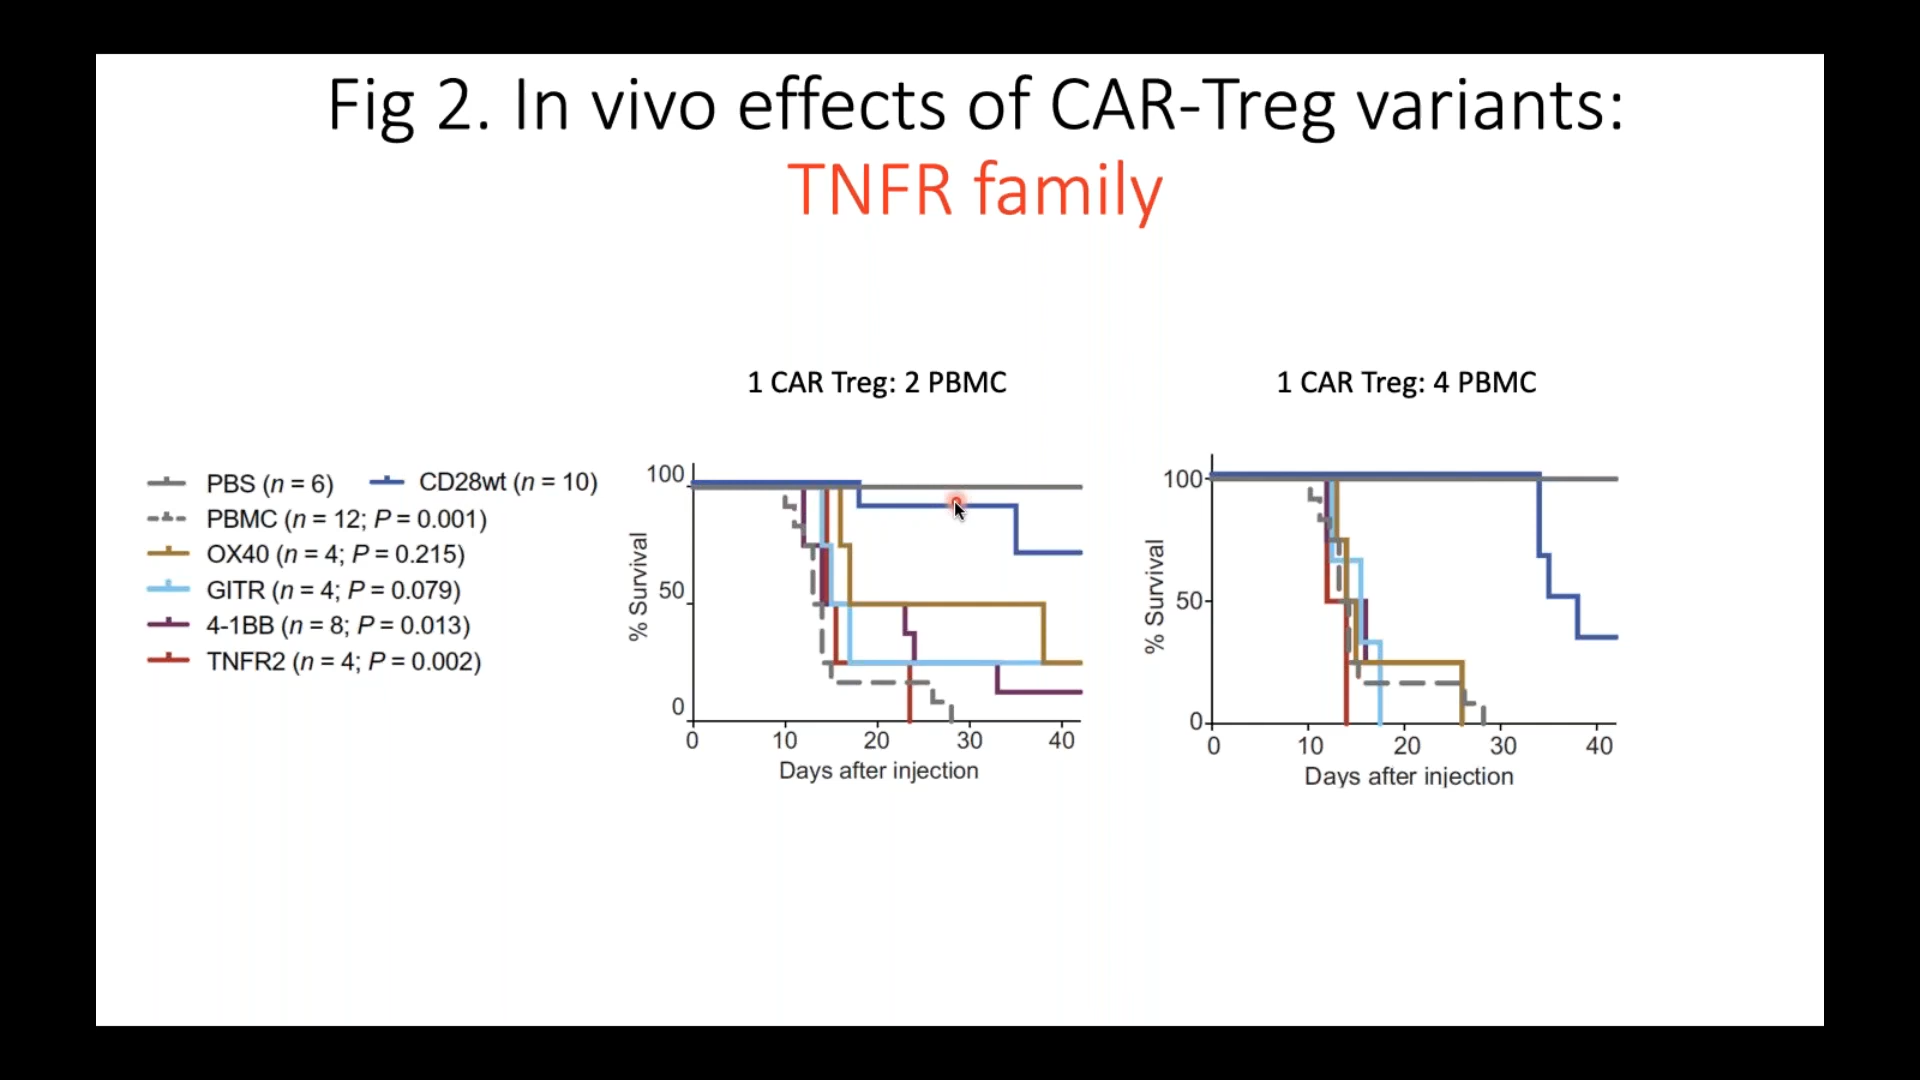 Fig 2. In vivo effects of CAR-Treg variants:
TNFR family
1 CAR Treg: 2 PBMC
1 CAR Treg: 4 PBMC
PBS (n = 6)
CD28wt (n = 10)
PBMC (n = 12; P = 0.001)
OX40 (n = 4; P = 0.215)
GITR (n = 4; P = 0.079)
4-1BB (n = 8; P = 0.013)
TNFR2 (n = 4; P = 0.002)
% Survival
100
50
0
0 10 20 30 40
Days after injection
% Survival
100
50
0
0 10 20 30 40
Days after injection